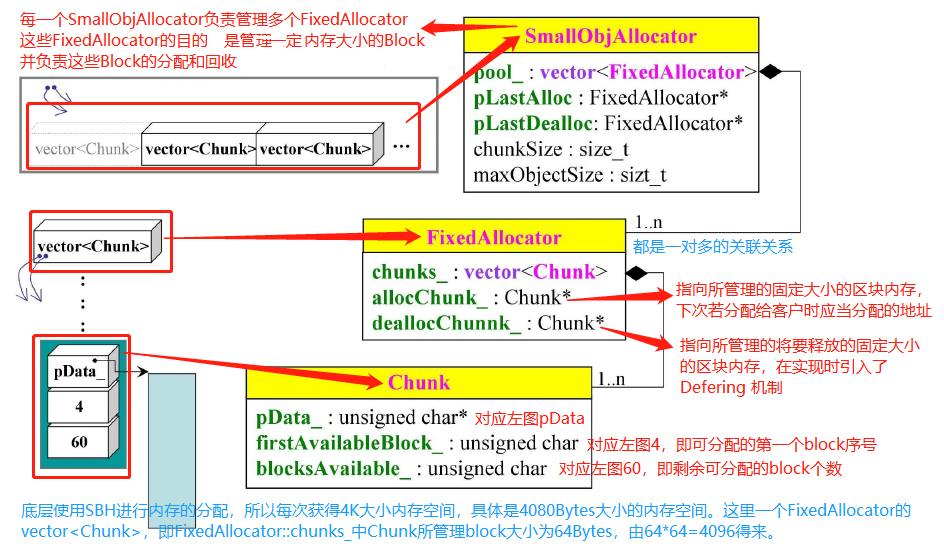 每一个SmallObjAllocator负责管理多个FixedAllocator
这些FixedAllocator的目的 是管理一定内存大小的Block
并负责这些Block的分配和回收
SmallObjAllocator
pool_ : vector<FixedAllocator>
pLastAlloc : FixedAllocator*
pLastDealloc: FixedAllocator*
chunkSize : size_t
maxObjectSize : sizt_t
vector<Chunk> vector<Chunk> vector<Chunk> ...
1..n
都是一对多的关联关系
vector<Chunk>
FixedAllocator
chunks_ : vector<Chunk>
allocChunk_ : Chunk*
deallocChunnk_ : Chunk*
指向所管理的固定大小的区块内存,
下次若分配给客户时应当分配的地址
指向所管理的将要释放的固定大小
的区块内存，在实现时引入了
Defering 机制
pData_
4
60
1..n
Chunk
pData_ : unsigned char* 对应左图pData
firstAvailableBlock_ : unsigned char 对应左图4，即可分配的第一个block序号
blocksAvailable_ : unsigned char 对应左图60，即剩余可分配的block个数
底层使用SBH进行内存的分配，所以每次获得4K大小内存空间，具体是4080Bytes大小的内存空间。这里一个FixedAllocator的
vector<Chunk>，即FixedAllocator::chunks_中Chunk所管理block大小为64Bytes，由64*64=4096得来。